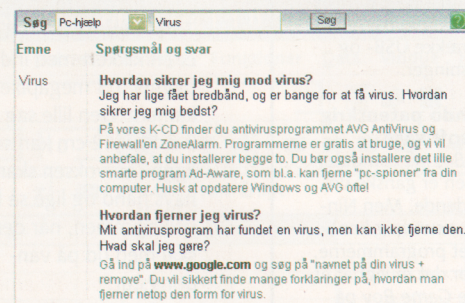 Søg Pc-hjælp Virus Søg ?
Emne Spørgsmål og svar
Virus Hvordan sikrer jeg mig mod virus?
Jeg har lige fået bredbånd, og er bange for at få virus. Hvordan
sikrer jeg mig bedst?
På vores K-CD finder du antivirusprogrammet AVG AntiVirus og
Firewall'en ZoneAlarm. Programmerne er gratis at bruge, og vi vil
anbefale, at du installerer begge to. Du bør også installere det lille
smarte program Ad-Aware, som bl.a. kan fjerne "pc-spioner" fra din
computer. Husk at opdatere Windows og AVG ofte!
Hvordan fjerner jeg virus?
Mit antivirusprogram har fundet en virus, men kan ikke fjerne den.
Hvad skal jeg gøre?
Gå ind på www.google.com og søg på "navnet på din virus +
remove". Du vil sikkert finde mange forklaringer på, hvordan man
fjerner netop den form for virus.